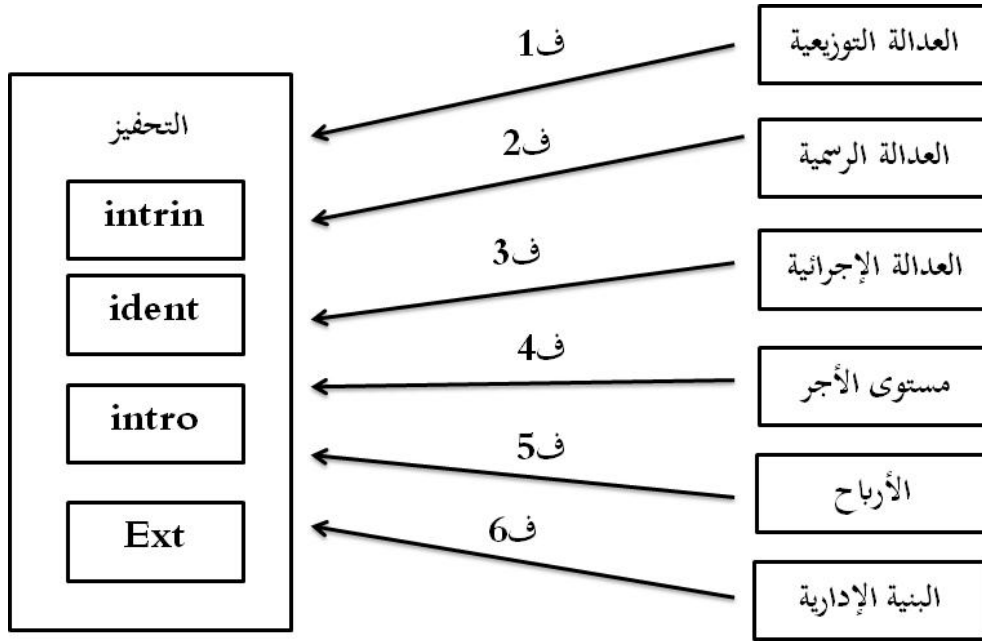 العدالة التوزيعية
ف1
التحفيز
العدالة الرسمية
ف2
intrin
العدالة الإجرائية
ف3
ident
مستوى الأجر
ف4
intro
الأرباح
ف5
Ext
البنية الإدارية
ف6